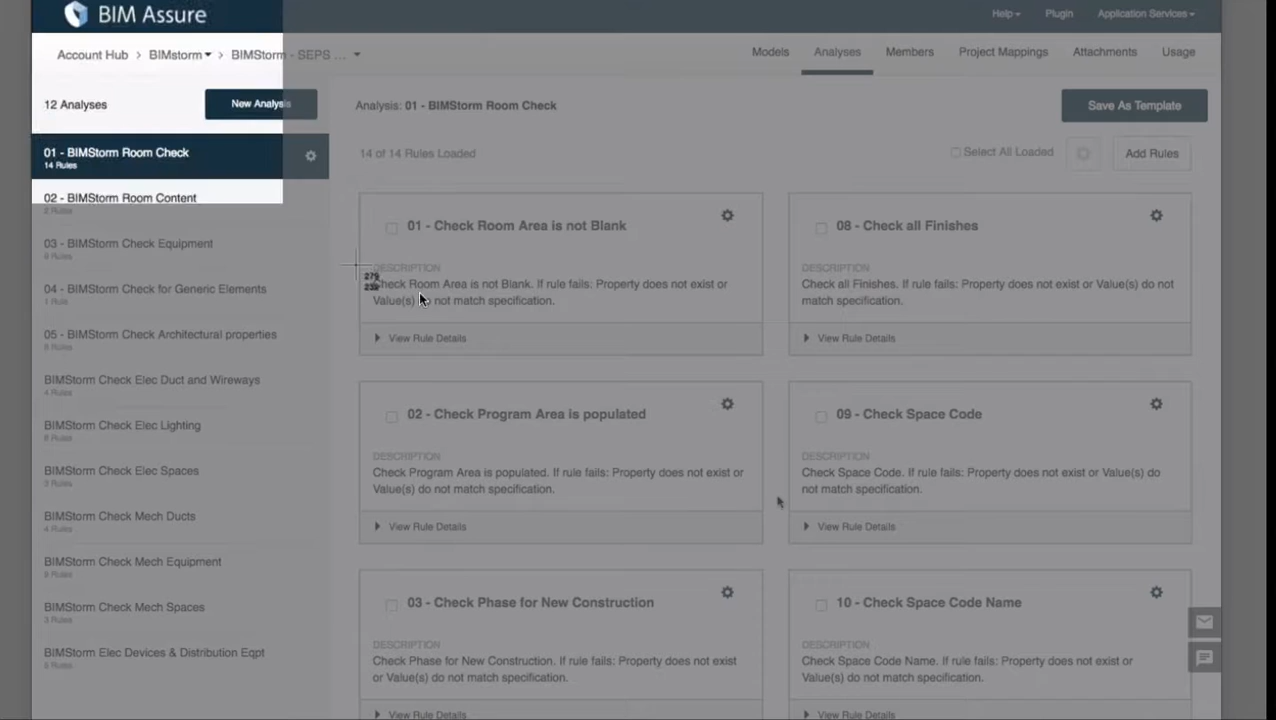 BIM Assure
Help
Plugin
Application Services
Account Hub > BIMstorm > BIMStorm - SEPS ...
Models
Analyses
Members
Project Mappings
Attachments
Usage
12 Analyses
New Analysis
01 - BIMStorm Room Check
14 Rules
02 - BIMStorm Room Content
2 Rules
03 - BIMStorm Check Equipment
04 - BIMStorm Check for Generic Elements
1 Rule
05 - BIMStorm Check Architectural properties
BIMStorm Check Elec Duct and Wireways
4 Rules
BIMStorm Check Elec Lighting
BIMStorm Check Elec Spaces
3 Rules
BIMStorm Check Mech Ducts
4 Rules
BIMStorm Check Mech Equipment
BIMStorm Check Mech Spaces
3 Rules
BIMStorm Elec Devices & Distribution Eqpt
Analysis: 01 - BIMStorm Room Check
Save As Template
14 of 14 Rules Loaded
Select All Loaded
Add Rules
01 - Check Room Area is not Blank
DESCRIPTION
Check Room Area is not Blank. If rule fails: Property does not exist or
Value(s) do not match specification.
View Rule Details
08 - Check all Finishes
DESCRIPTION
Check all Finishes. If rule fails: Property does not exist or Value(s) do not
match specification.
View Rule Details
02 - Check Program Area is populated
DESCRIPTION
Check Program Area is populated. If rule fails: Property does not exist or
Value(s) do not match specification.
View Rule Details
09 - Check Space Code
DESCRIPTION
Check Space Code. If rule fails: Property does not exist or Value(s) do
not match specification.
View Rule Details
03 - Check Phase for New Construction
DESCRIPTION
Check Phase for New Construction. If rule fails: Property does not exist
or Value(s) do not match specification.
View Rule Details
10 - Check Space Code Name
DESCRIPTION
Check Space Code Name. If rule fails: Property does not exist or
Value(s) do not match specification.
View Rule Details